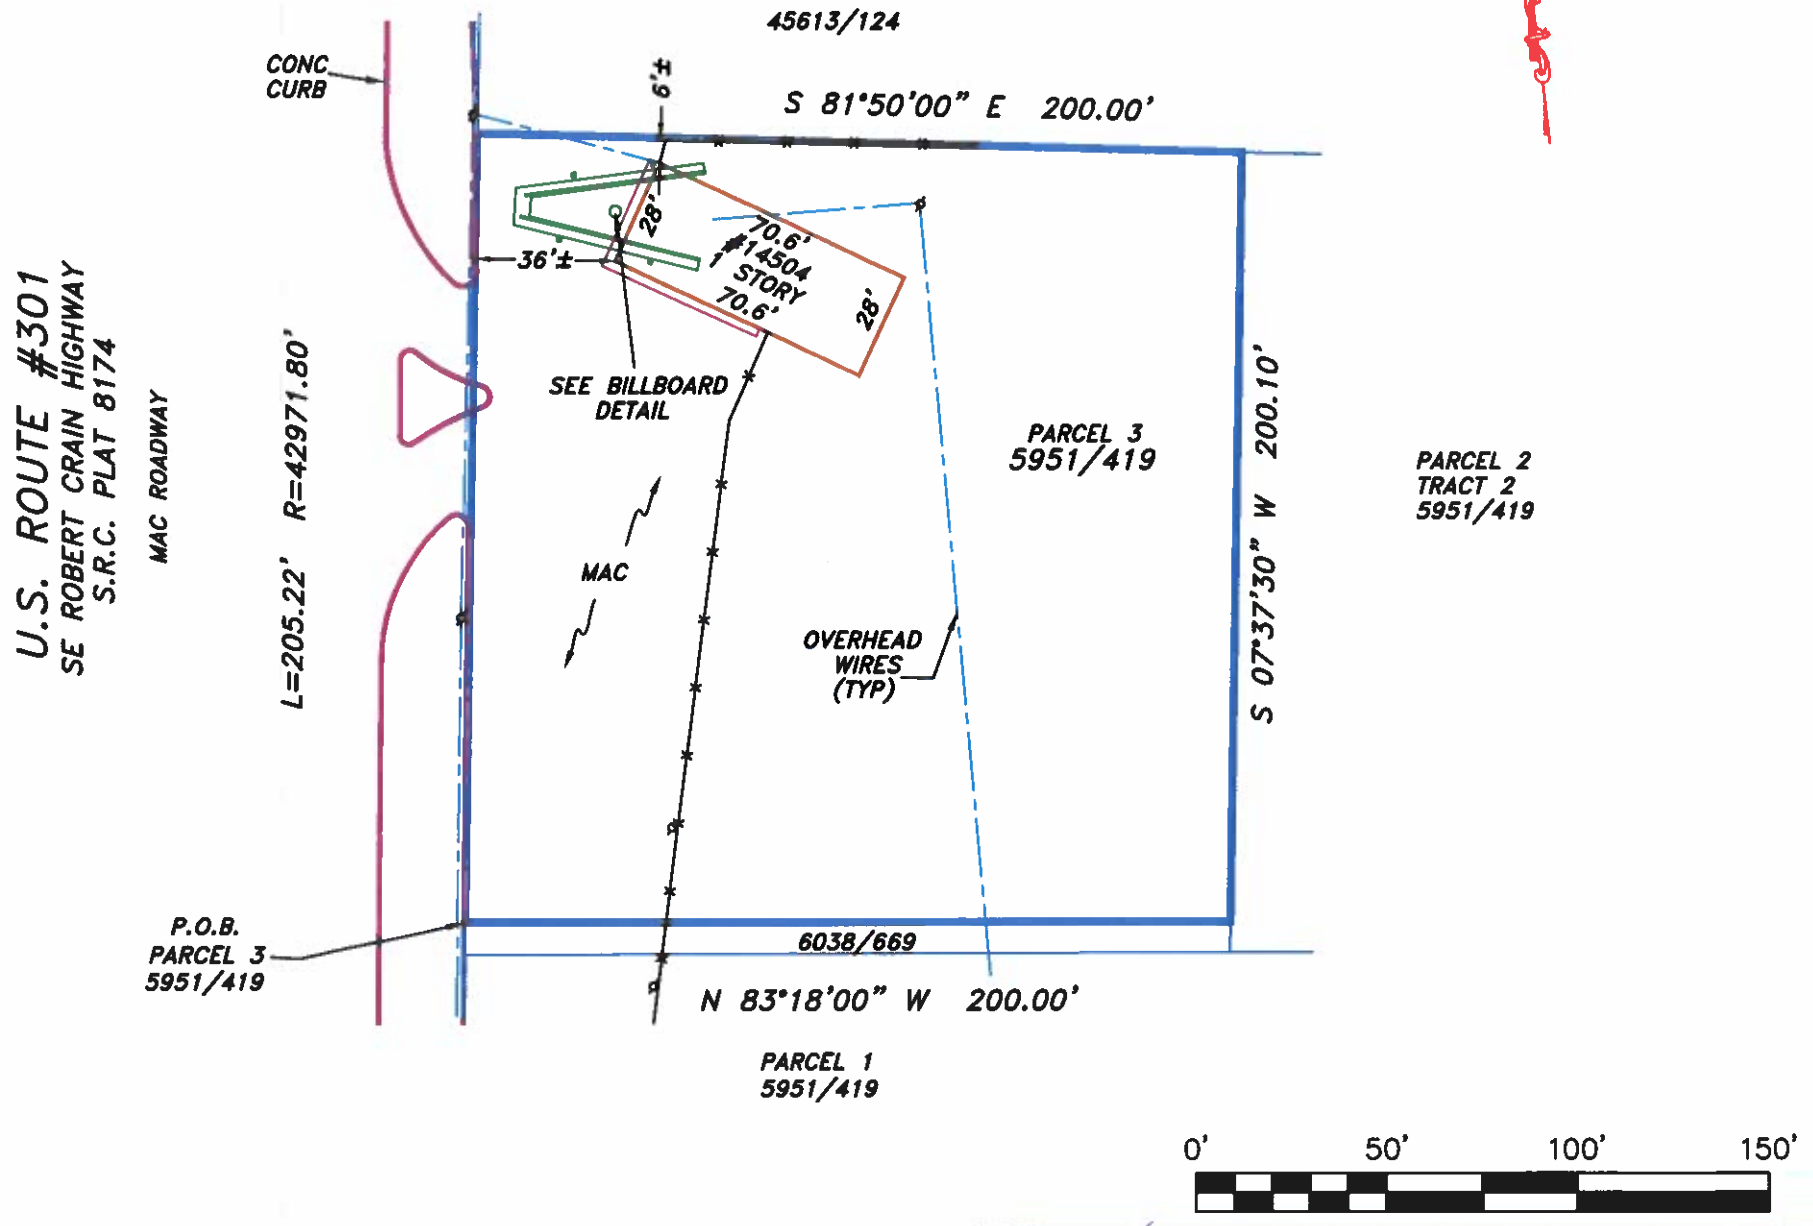 45613/124
CONC
CURB
6'±
S 81°50'00" E 200.00'
28'
36'±
70.6'
#14504
1 STORY
70.6'
28'
SEE BILLBOARD
DETAIL
U.S. ROUTE #301
SE ROBERT CRAIN HIGHWAY
S.R.C. PLAT 8174
MAC ROADWAY
L=205.22' R=42971.80'
PARCEL 3
5951/419
S 07°37'30" W 200.10'
PARCEL 2
TRACT 2
5951/419
MAC
OVERHEAD
WIRES
(TYP)
P.O.B.
PARCEL 3
5951/419
6038/669
N 83°18'00" W 200.00'
PARCEL 1
5951/419
0' 50' 100' 150'